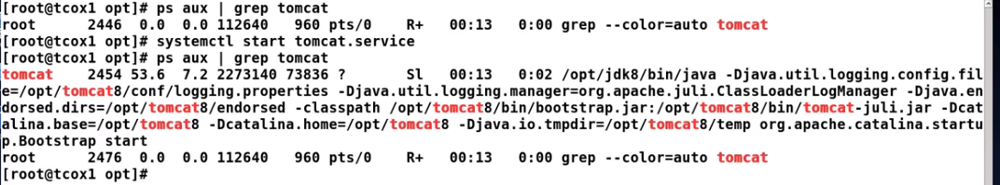 [root@tcox1 opt]# ps aux | grep tomcat
root      2446  0.0  0.0 112640   960 pts/0    R+   00:13   0:00 grep --color=auto tomcat
[root@tcox1 opt]# systemctl start tomcat.service
[root@tcox1 opt]# ps aux | grep tomcat
tomcat    2454 53.6  7.2 2273140 73836 ?       Sl   00:13   0:02 /opt/jdk8/bin/java -Djava.util.logging.config.fil
e=/opt/tomcat8/conf/logging.properties -Djava.util.logging.manager=org.apache.juli.ClassLoaderLogManager -Djava.en
dorsed.dirs=/opt/tomcat8/endorsed -classpath /opt/tomcat8/bin/bootstrap.jar:/opt/tomcat8/bin/tomcat-juli.jar -Dcat
alina.base=/opt/tomcat8 -Dcatalina.home=/opt/tomcat8 -Djava.io.tmpdir=/opt/tomcat8/temp org.apache.catalina.startu
p.Bootstrap start
root      2476  0.0  0.0 112640   960 pts/0    R+   00:13   0:00 grep --color=auto tomcat
[root@tcox1 opt]#